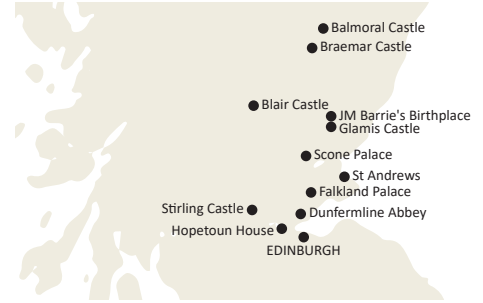 Balmoral Castle
Braemar Castle
Blair Castle
JM Barrie's Birthplace
Glamis Castle
Scone Palace
St Andrews
Falkland Palace
Stirling Castle
Dunfermline Abbey
Hopetoun House
EDINBURGH